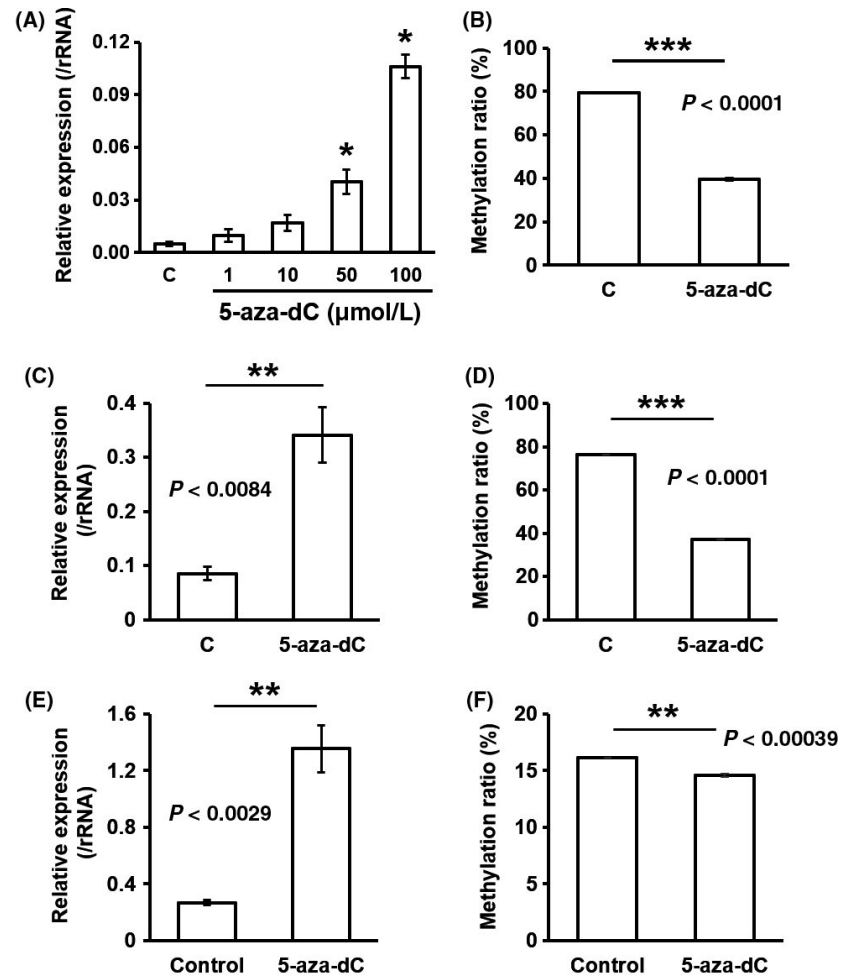 (A)
Relative expression (/rRNA)
0.12
0.09
0.06
0.03
0.00
*
*
C 1 10 50 100
5-aza-dC (μmol/L)
(B)
Methylation ratio (%)
100
80
60
40
20
0
***
P < 0.0001
C 5-aza-dC
(C)
Relative expression
(/rRNA)
0.4
0.3
0.2
0.1
0
**
P < 0.0084
C 5-aza-dC
(D)
Methylation ratio (%)
100
80
60
40
20
0
***
P < 0.0001
C 5-aza-dC
(E)
Relative expression
(/rRNA)
1.6
1.2
0.8
0.4
0
**
P < 0.0029
Control 5-aza-dC
(F)
Methylation ratio (%)
20
15
10
5
0
**
P < 0.00039
Control 5-aza-dC